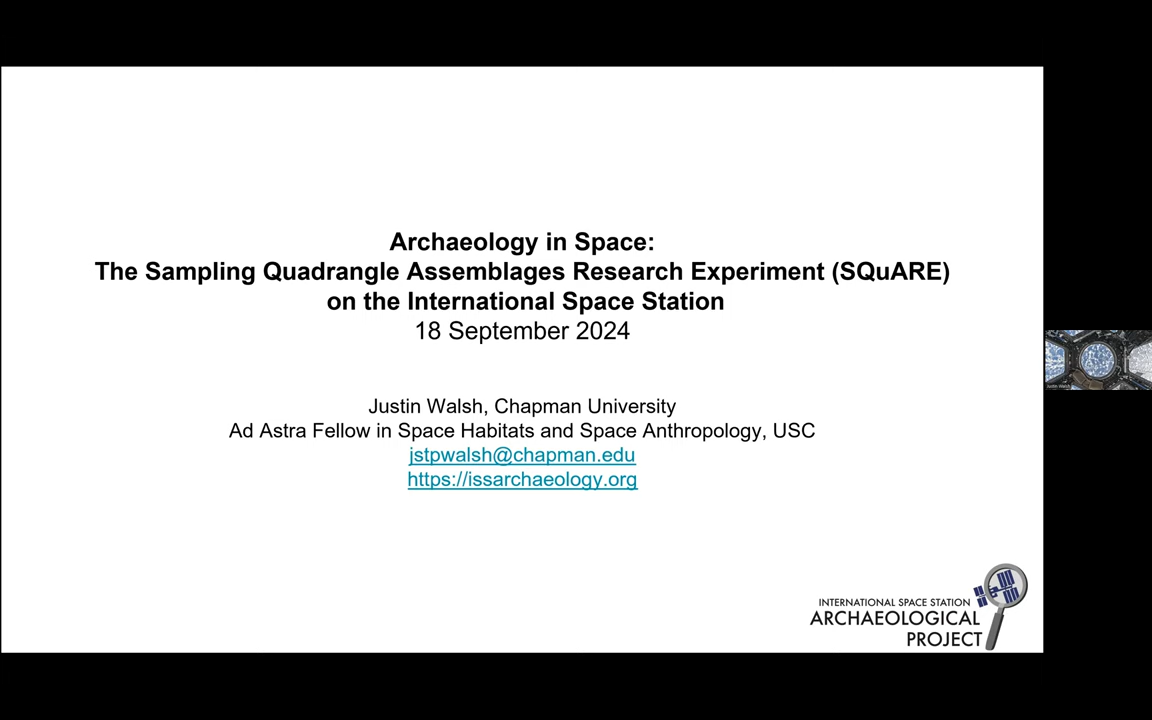 Archaeology in Space:
The Sampling Quadrangle Assemblages Research Experiment (SQuARE)
on the International Space Station
18 September 2024
Justin Walsh, Chapman University
Ad Astra Fellow in Space Habitats and Space Anthropology, USC
jstpwalsh@chapman.edu
https://issarchaeology.org
Justin Walsh
INTERNATIONAL SPACE STATION
ARCHAEOLOGICAL
PROJECT